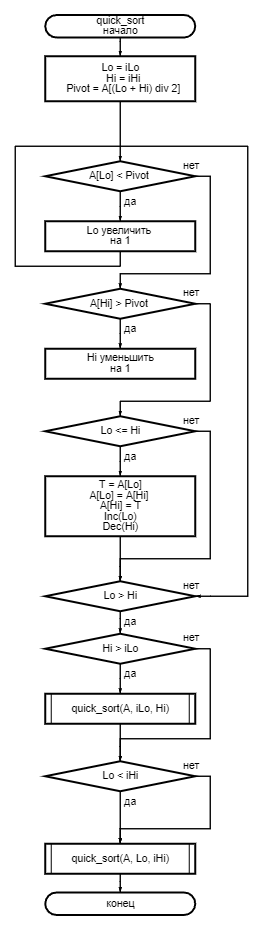 quick_sort
начало
Lo = iLo
Hi = iHi
Pivot = A[(Lo + Hi) div 2]
A[Lo] < Pivot
нет
да
Lo увеличить
на 1
A[Hi] > Pivot
нет
да
Hi уменьшить
на 1
Lo <= Hi
нет
да
T = A[Lo]
A[Lo] = A[Hi]
A[Hi] = T
Inc(Lo)
Dec(Hi)
Lo > Hi
нет
да
Hi > iLo
нет
да
quick_sort(A, iLo, Hi)
Lo < iHi
нет
да
quick_sort(A, Lo, iHi)
конец